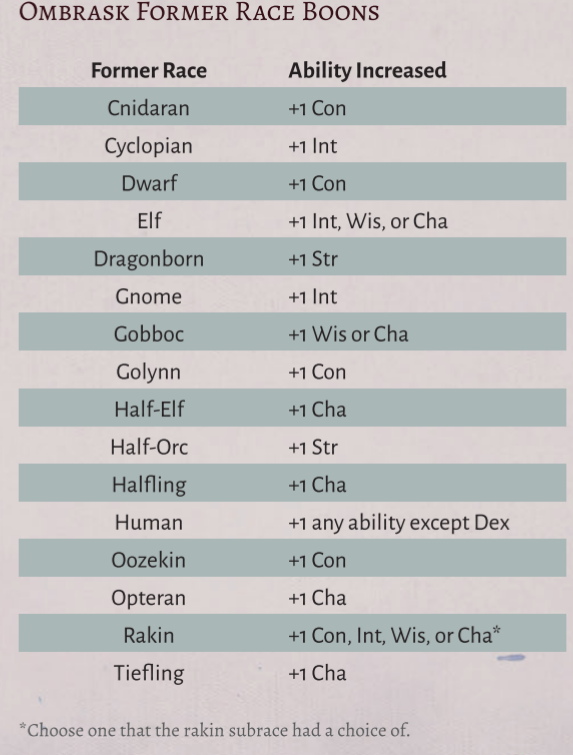 Ombrask Former Race Boons
Former Race Ability Increased
Cnidaran +1 Con
Cyclopian +1 Int
Dwarf +1 Con
Elf +1 Int, Wis, or Cha
Dragonborn +1 Str
Gnome +1 Int
Gobboc +1 Wis or Cha
Golynn +1 Con
Half-Elf +1 Cha
Half-Orc +1 Str
Halfling +1 Cha
Human +1 any ability except Dex
Oozekin +1 Con
Opteran +1 Cha
Rakin +1 Con, Int, Wis, or Cha*
Tiefling +1 Cha
*Choose one that the rakin subrace had a choice of.